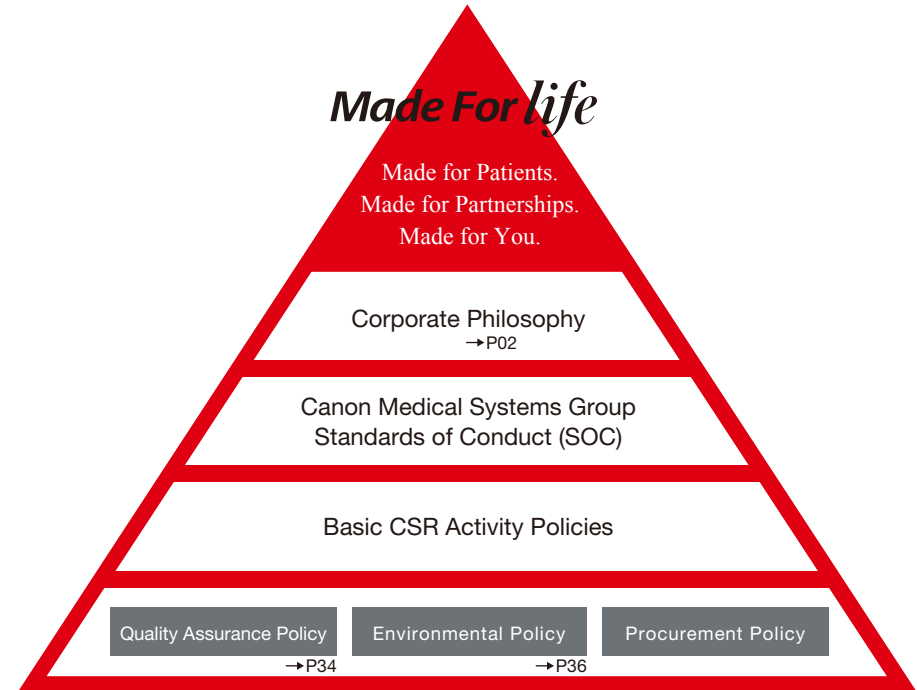 Made For life
Made for Patients.
Made for Partnerships.
Made for You.
Corporate Philosophy
→P02
Canon Medical Systems Group
Standards of Conduct (SOC)
Basic CSR Activity Policies
Quality Assurance Policy
→P34
Environmental Policy
→P36
Procurement Policy